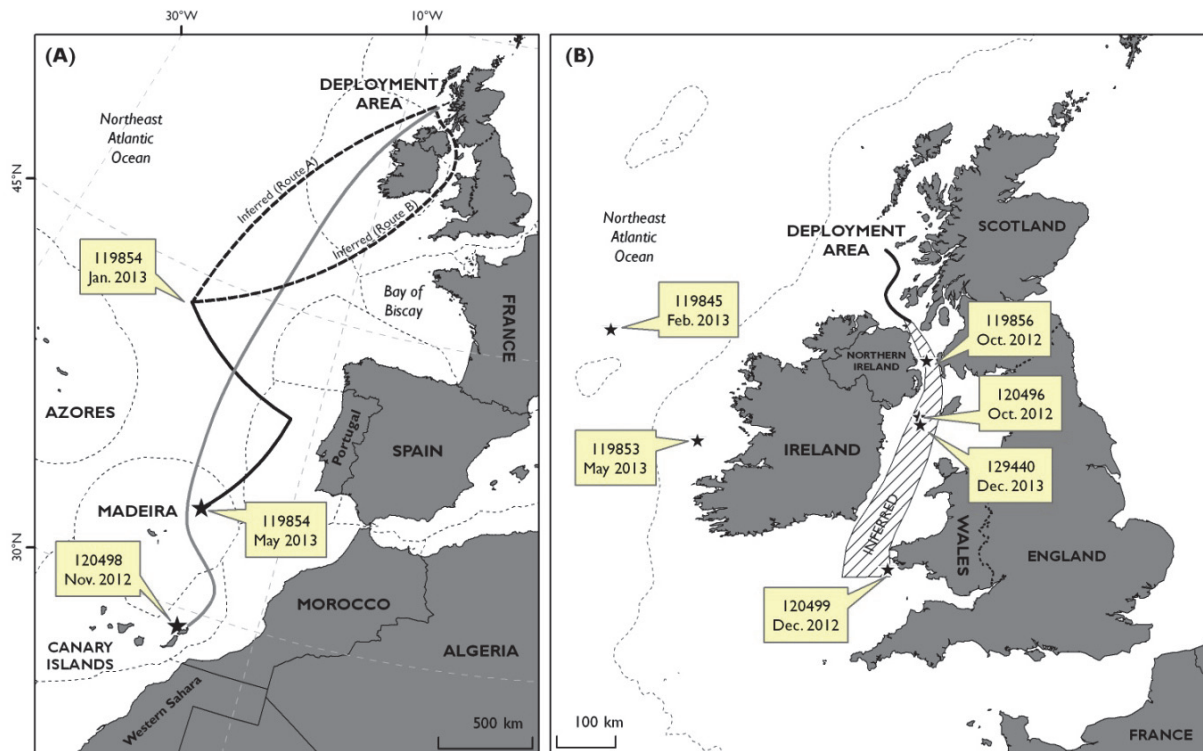 30°W
10°W
(A)
DEPLOYMENT
AREA
Northeast
Atlantic
Ocean
45°N
Inferred (Route A)
Inferred (Route B)
119854
Jan. 2013
Bay of
Biscay
FRANCE
AZORES
Portugal
SPAIN
MADEIRA
119854
May 2013
30°N
120498
Nov. 2012
MOROCCO
CANARY
ISLANDS
ALGERIA
Western Sahara
500 km
(B)
Northeast
Atlantic
Ocean
SCOTLAND
DEPLOYMENT
AREA
119845
Feb. 2013
119856
Oct. 2012
NORTHERN
IRELAND
120496
Oct. 2012
119853
May 2013
IRELAND
129440
Dec. 2013
INFERRED
WALES
ENGLAND
120499
Dec. 2012
100 km
FRANCE